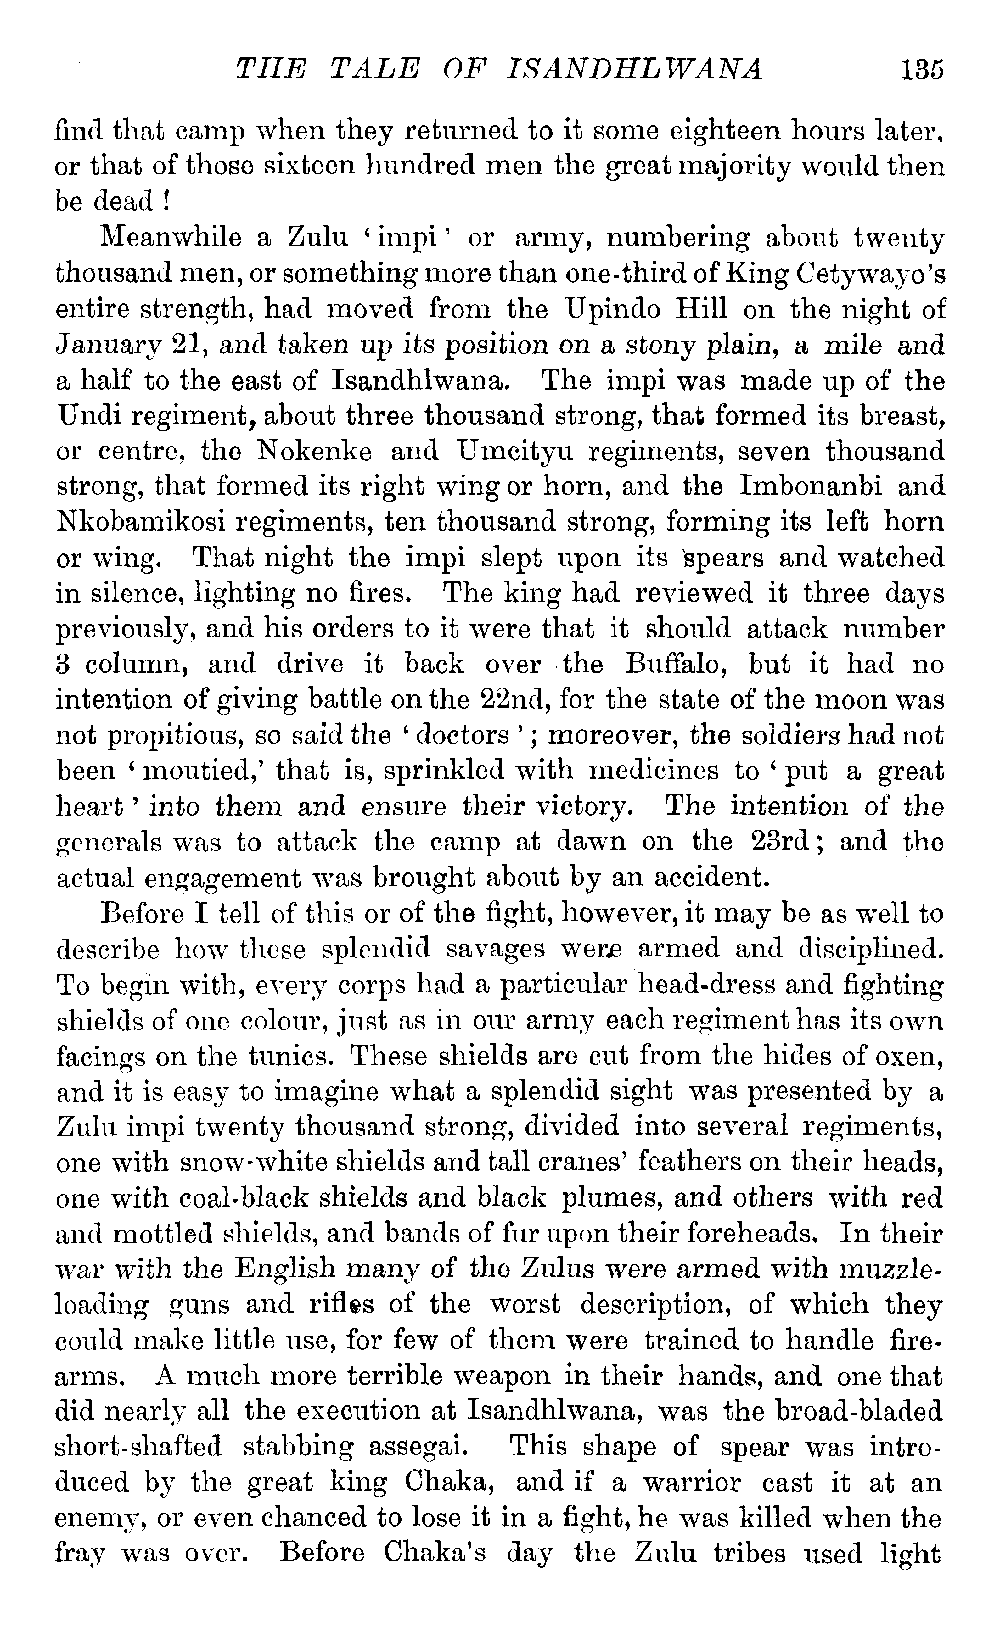 THE TALE OF ISANDHLWANA 135
find that camp when they returned to it some eighteen hours later,
or that of those sixteen hundred men the great majority would then
be dead !
Meanwhile a Zulu ‘impi’ or army, numbering about twenty
thousand men, or something more than one-third of King Cetywayo’s
entire strength, had moved from the Upindo Hill on the night of
January 21, and taken up its position on a stony plain, a mile and
a half to the east of Isandhlwana. The impi was made up of the
Undi regiment, about three thousand strong, that formed its breast,
or centre, the Nokenke and Umcityu regiments, seven thousand
strong, that formed its right wing or horn, and the Imbonanbi and
Nkobamikosi regiments, ten thousand strong, forming its left horn
or wing. That night the impi slept upon its spears and watched
in silence, lighting no fires. The king had reviewed it three days
previously, and his orders to it were that it should attack number
3 column, and drive it back over the Buffalo, but it had no
intention of giving battle on the 22nd, for the state of the moon was
not propitious, so said the ‘doctors’; moreover, the soldiers had not
been ‘moutied,’ that is, sprinkled with medicines to ‘put a great
heart’ into them and ensure their victory. The intention of the
generals was to attack the camp at dawn on the 23rd; and the
actual engagement was brought about by an accident.
Before I tell of this or of the fight, however, it may be as well to
describe how these splendid savages were armed and disciplined.
To begin with, every corps had a particular head-dress and fighting
shields of one colour, just as in our army each regiment has its own
facings on the tunics. These shields are cut from the hides of oxen,
and it is easy to imagine what a splendid sight was presented by a
Zulu impi twenty thousand strong, divided into several regiments,
one with snow-white shields and tall cranes’ feathers on their heads,
one with coal-black shields and black plumes, and others with red
and mottled shields, and bands of fur upon their foreheads. In their
war with the English many of the Zulus were armed with muzzle-
loading guns and rifles of the worst description, of which they
could make little use, for few of them were trained to handle fire-
arms. A much more terrible weapon in their hands, and one that
did nearly all the execution at Isandhlwana, was the broad-bladed
short-shafted stabbing assegai. This shape of spear was intro-
duced by the great king Chaka, and if a warrior cast it at an
enemy, or even chanced to lose it in a fight, he was killed when the
fray was over. Before Chaka’s day the Zulu tribes used light